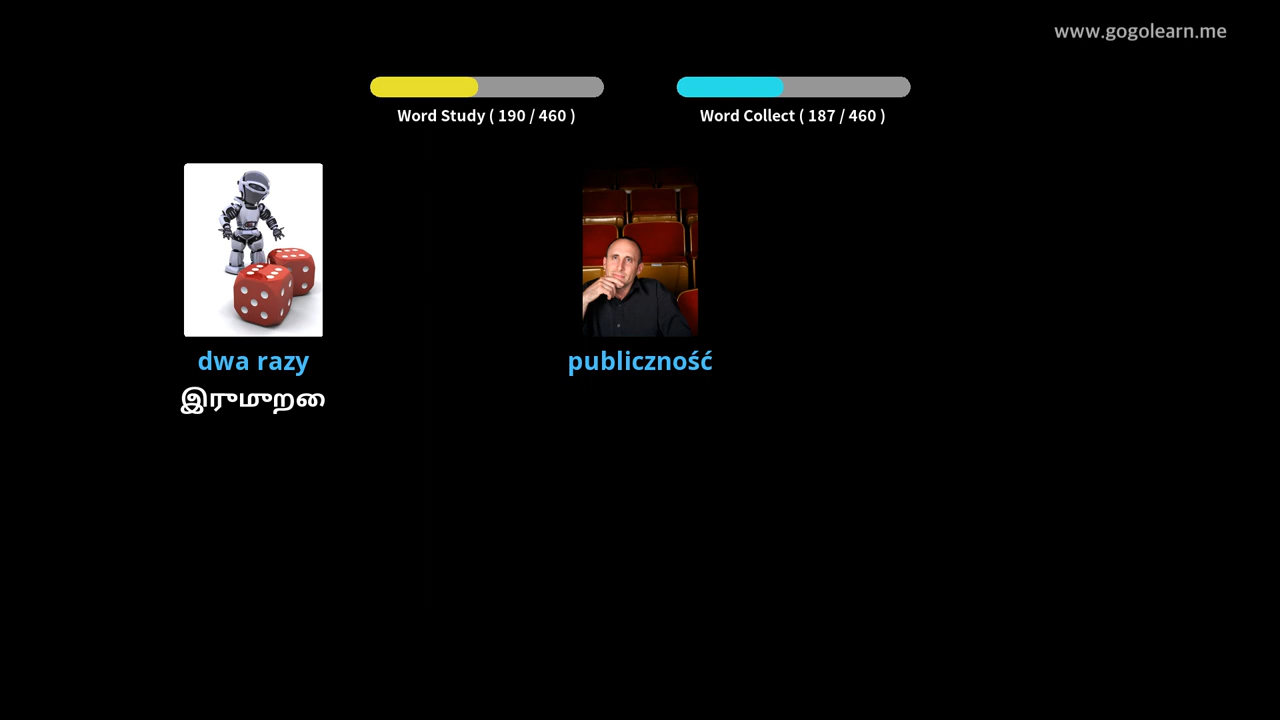 www.gogolearn.me
Word Study ( 190 / 460 )
Word Collect ( 187 / 460 )
dwa razy
publiczność
இருமுறை